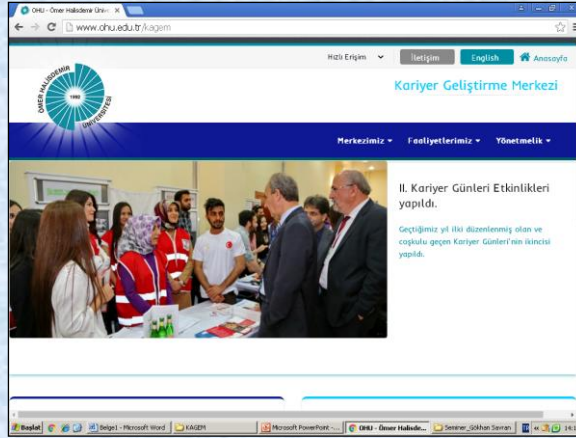 OHU - Ömer Halisdemir Üniv
www.ohu.edu.tr/kagem
Hızlı Erişim
İletişim
English
Anasayfa
ÖMER HALİSDEMİR
ÜNİVERSİTESİ
1992
Kariyer Geliştirme Merkezi
Merkezimiz
Faaliyetlerimiz
Yönetmelik
II. Kariyer Günleri Etkinlikleri
yapıldı.
Geçtiğimiz yıl ilki düzenlenmiş olan ve
coşkulu geçen Kariyer Günleri'nin ikincisi
yapıldı.
Başlat
Belge1 - Microsoft Word
KAGEM
Microsoft PowerPoint -...
OHU - Ömer Halisde...
Seminer_Gökhan Savran